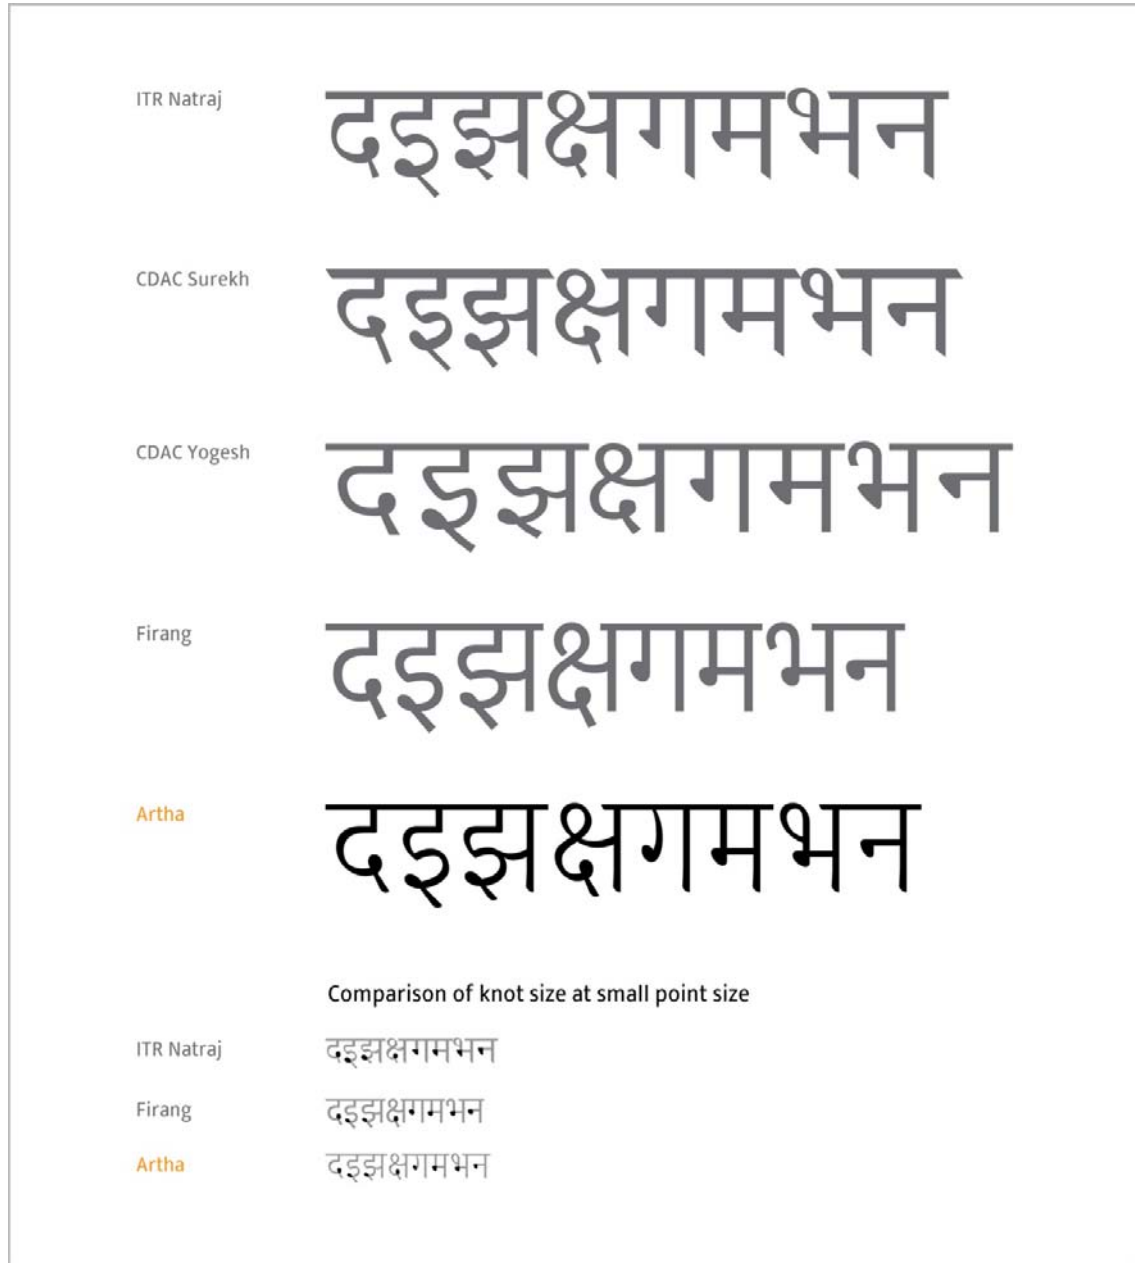 ITR Natraj दइझक्षगमभन
CDAC Surekh दइझक्षगमभन
CDAC Yogesh दइझक्षगमभन
Firang दइझक्षगमभन
Artha दइझक्षगमभन
Comparison of knot size at small point size
ITR Natraj दइझक्षगमभन
Firang दइझक्षगमभन
Artha दइझक्षगमभन